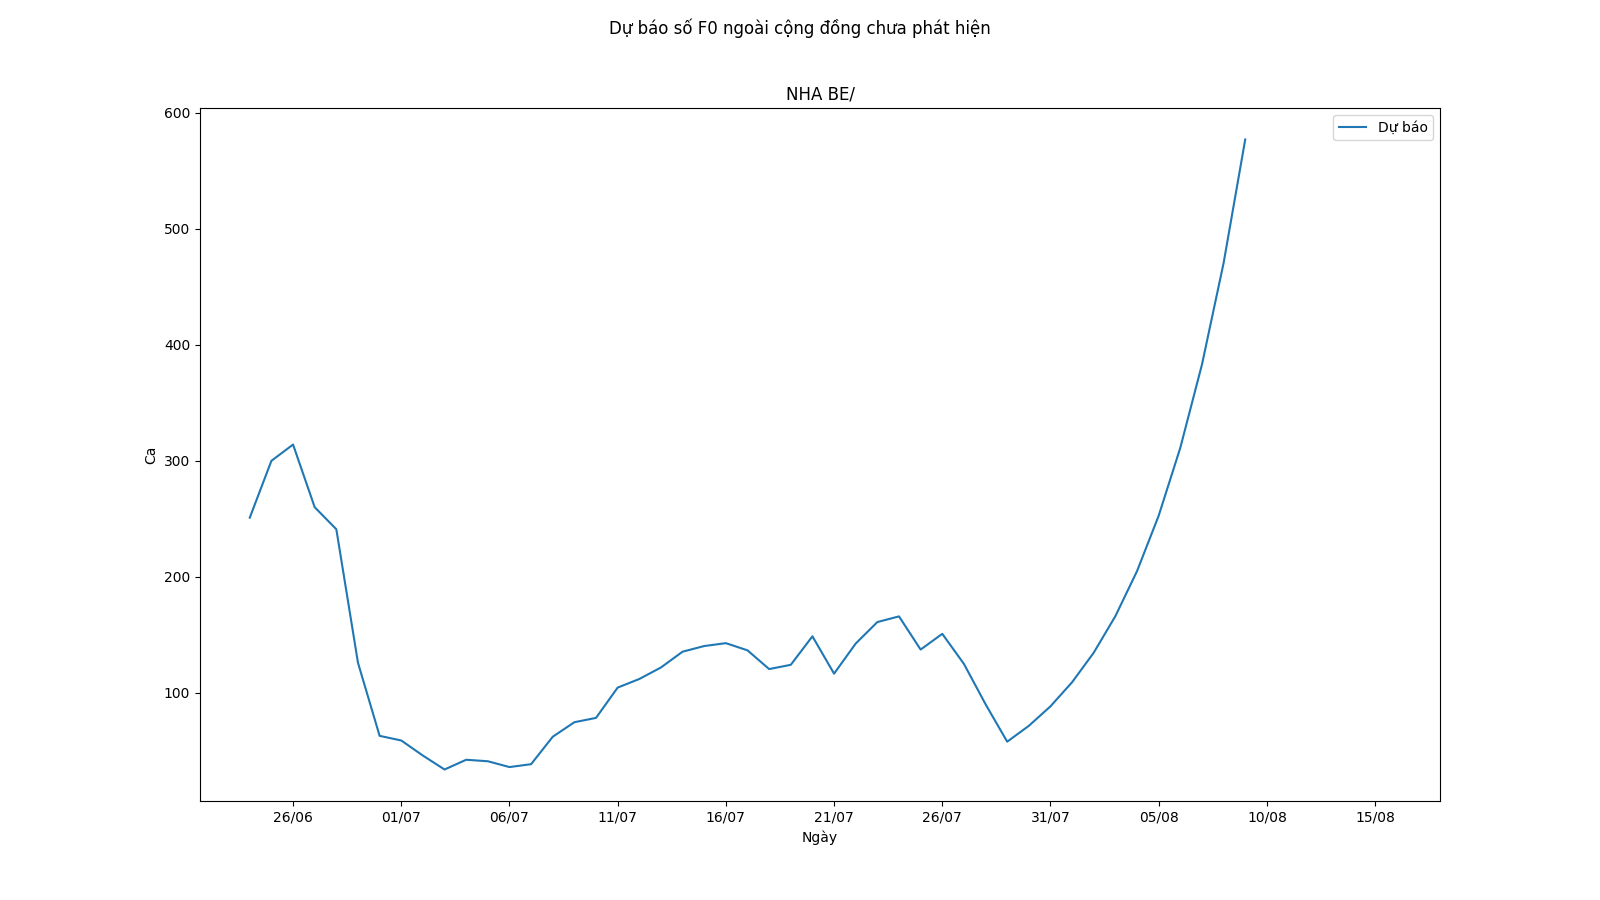 Dự báo số F0 ngoài cộng đồng chưa phát hiện
NHA BE/
Dự báo
600
500
400
300
200
100
Ca
26/06 01/07 06/07 11/07 16/07 21/07 26/07 31/07 05/08 10/08 15/08
Ngày